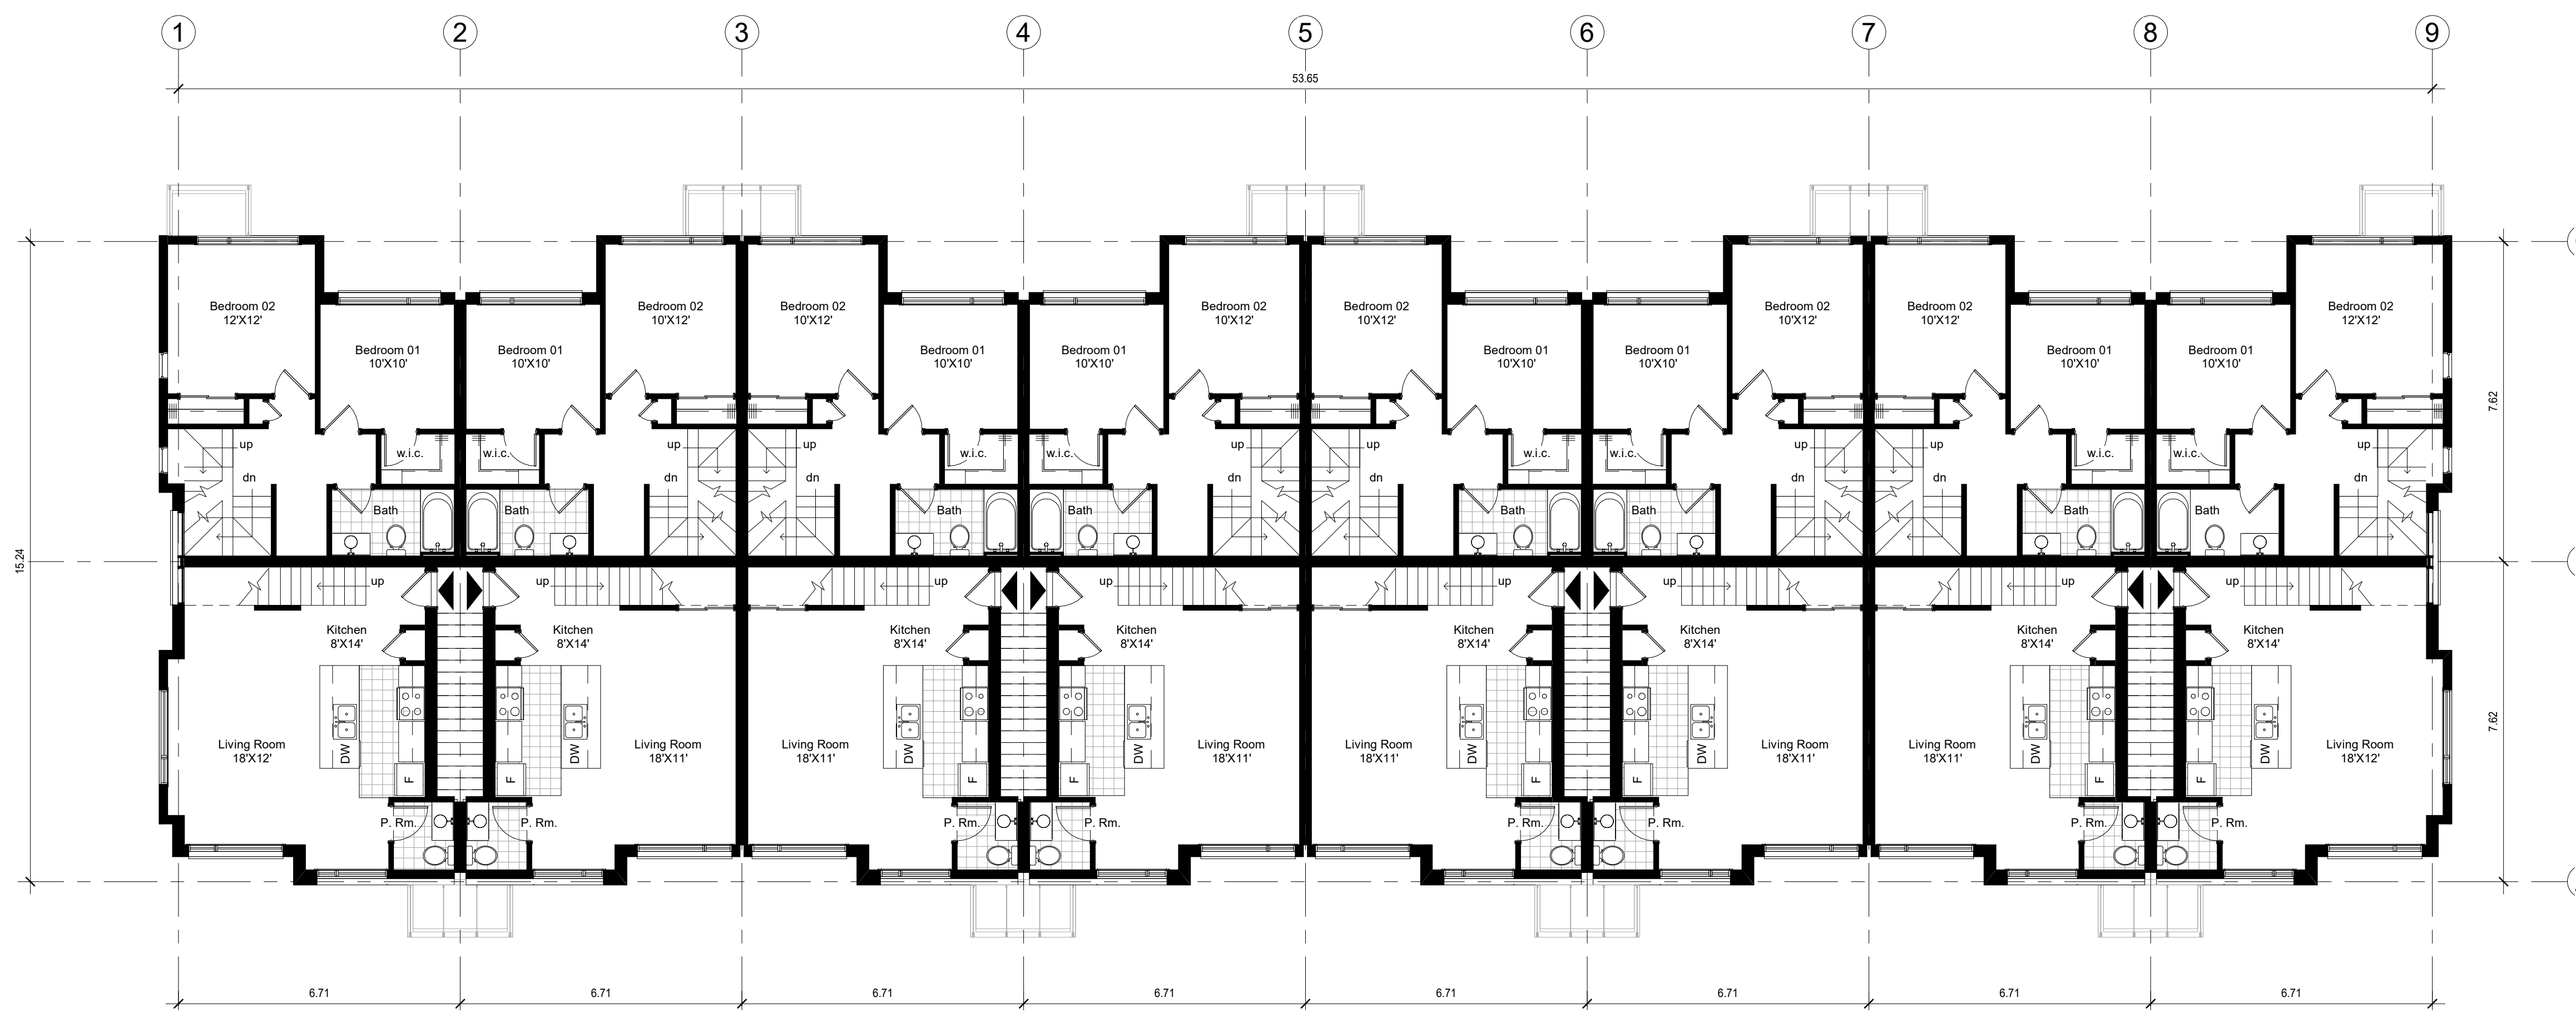 1 2 3 4 5 6 7 8 9
53.65
Bedroom 02 Bedroom 02 Bedroom 02 Bedroom 02 Bedroom 02 Bedroom 02 Bedroom 02 Bedroom 02
12'X12' 10'X12' 10'X12' 10'X12' 10'X12' 10'X12' 10'X12' 12'X12'
Bedroom 01 Bedroom 01 Bedroom 01 Bedroom 01 Bedroom 01 Bedroom 01 Bedroom 01 Bedroom 01
10'X10' 10'X10' 10'X10' 10'X10' 10'X10' 10'X10' 10'X10' 10'X10'
7.62
up up up up up up up up
w.i.c. w.i.c. w.i.c. w.i.c. w.i.c. w.i.c. w.i.c. w.i.c.
dn dn dn dn dn dn dn dn
Bath Bath Bath Bath Bath Bath Bath Bath
15.24
up up up up up up up up
Kitchen Kitchen Kitchen Kitchen Kitchen Kitchen Kitchen Kitchen
8'X14' 8'X14' 8'X14' 8'X14' 8'X14' 8'X14' 8'X14' 8'X14'
7.62
Living Room Living Room Living Room Living Room Living Room Living Room Living Room Living Room
18'X12' 18'X11' 18'X11' 18'X11' 18'X11' 18'X11' 18'X11' 18'X12'
DW DW DW DW DW DW DW DW
F F F F F F F F
P. Rm. P. Rm. P. Rm. P. Rm. P. Rm. P. Rm. P. Rm. P. Rm.
6.71 6.71 6.71 6.71 6.71 6.71 6.71 6.71